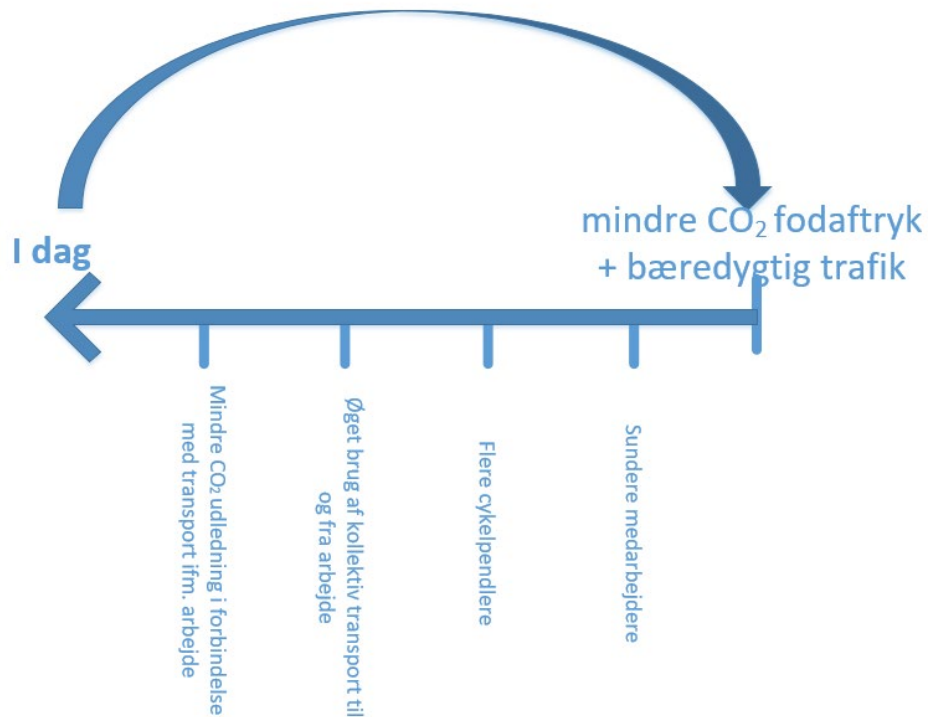 mindre CO₂ fodaftryk
+ bæredygtig trafik
I dag
Mindre CO₂ udledning i forbindelse
med transport ifm. arbejde
Øget brug af kollektiv transport til
og fra arbejde
Flere cykelpendlere
Sundere medarbejdere